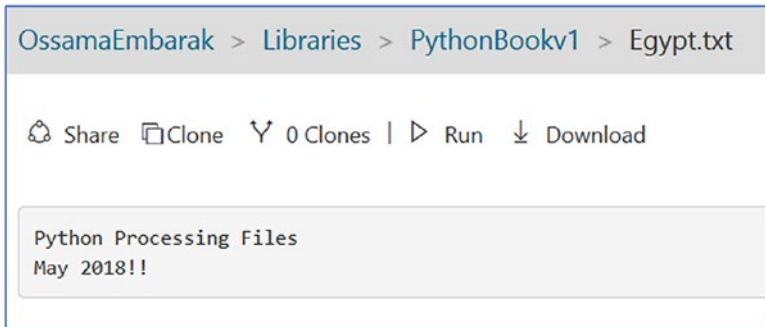 OssamaEmbarak > Libraries > PythonBookv1 > Egypt.txt
Share Clone 0 Clones | Run Download
Python Processing Files
May 2018!!